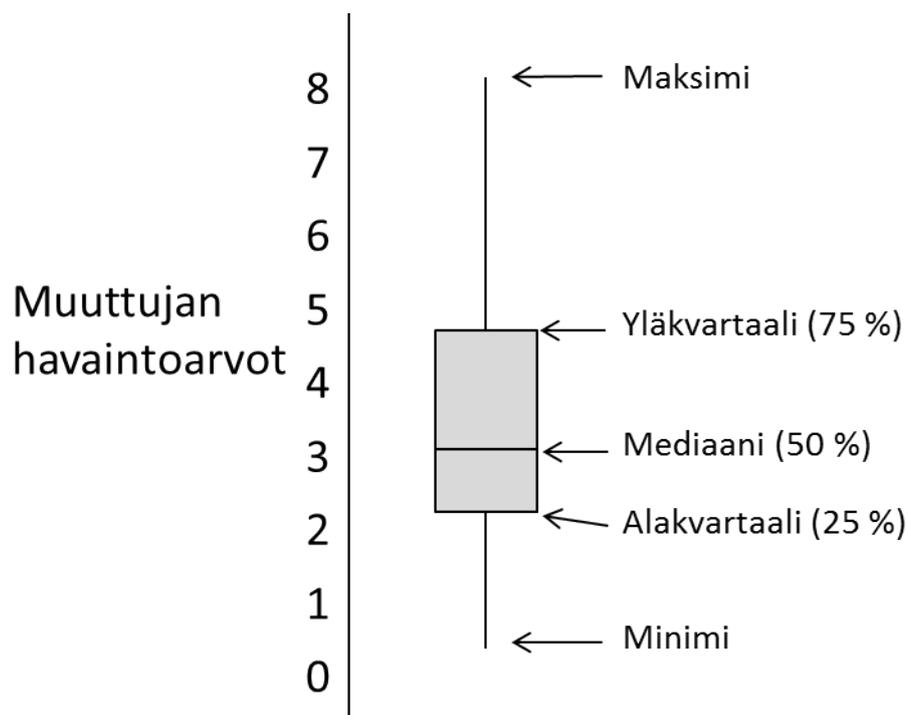 Muuttujan
havaintoarvot
8
7
6
5
4
3
2
1
0
Maksimi
Yläkvartaali (75 %)
Mediaani (50 %)
Alakvartaali (25 %)
Minimi